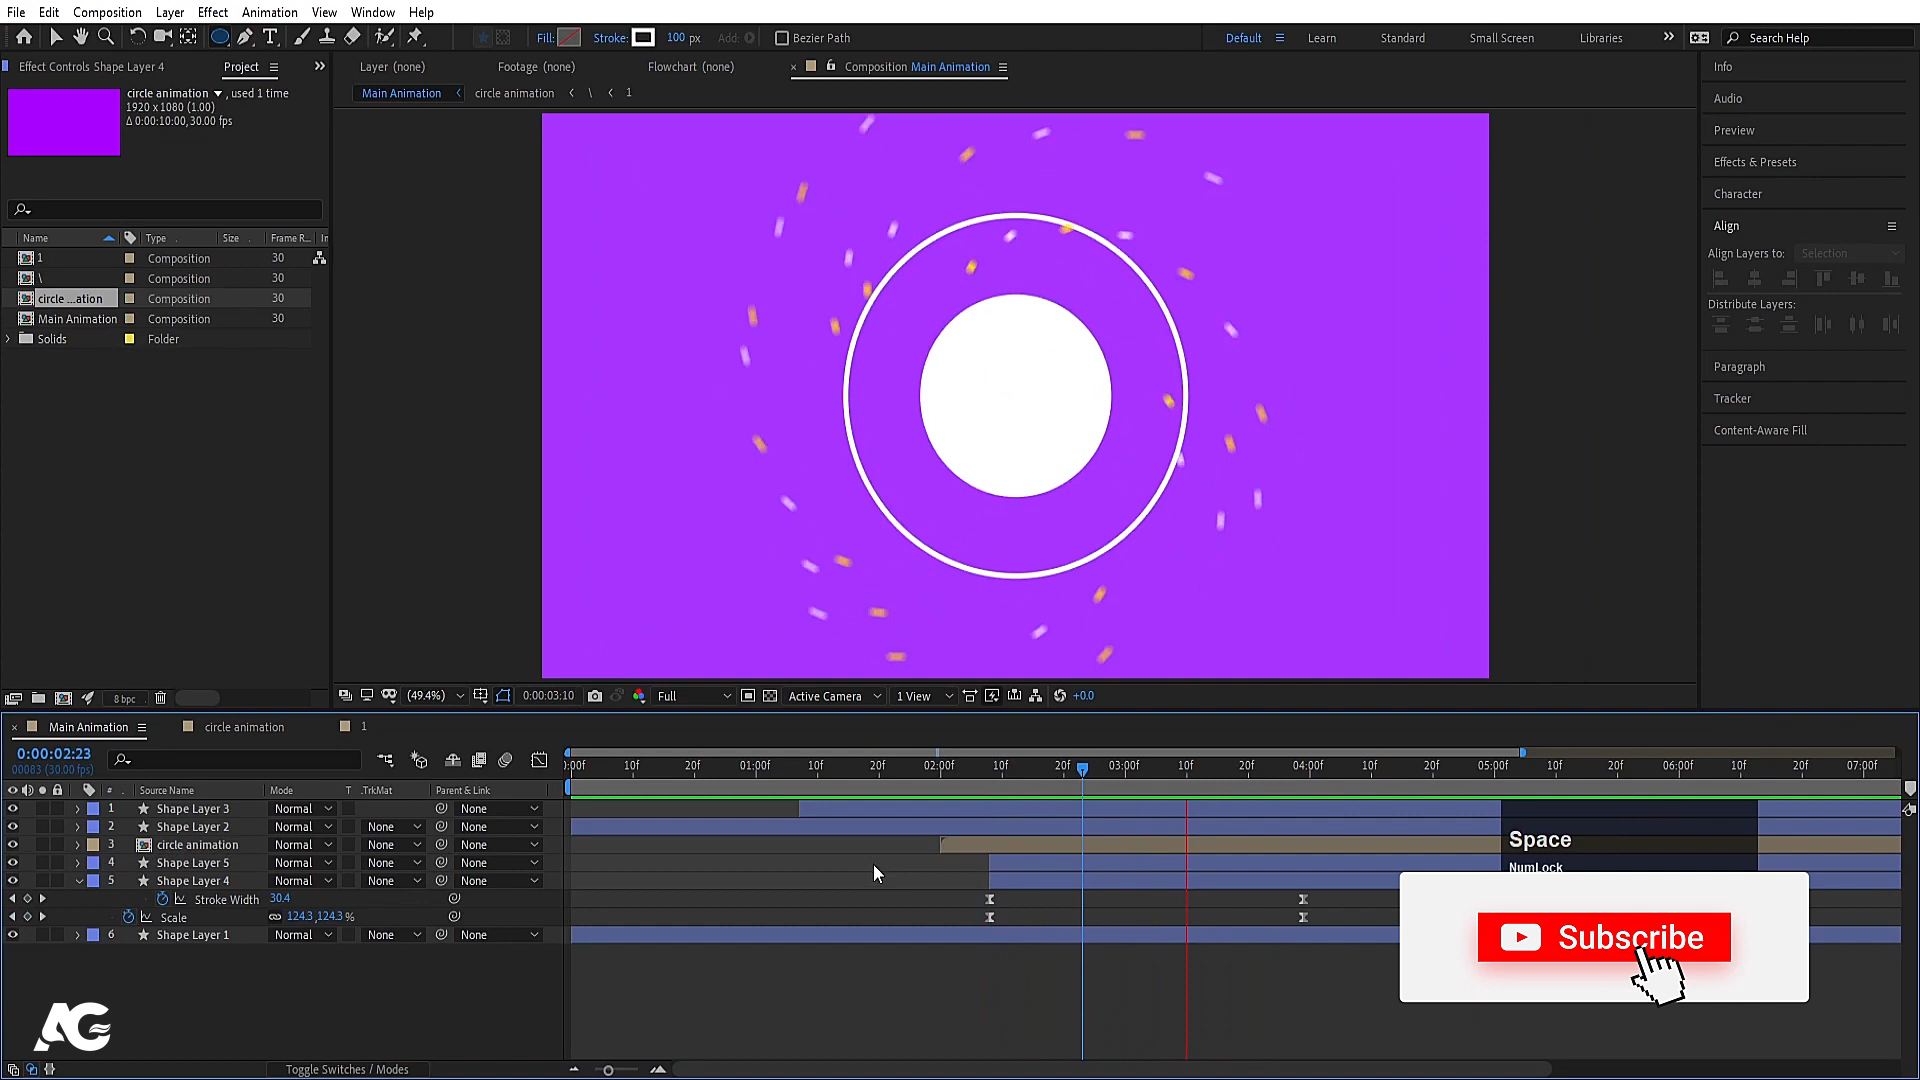 File Edit Composition Layer Effect Animation View Window Help
Fill: Stroke: 100 px Add: Bezier Path Default Learn Standard Small Screen Libraries Search Help
Effect Controls Shape Layer 4 Project Layer (none) Footage (none) Flowchart (none) Composition Main Animation Info
circle animation , used 1 time Main Animation circle animation \ 1
1920 x 1080 (1.00)
Δ 0:00:10:00, 30.00 fps
Audio
Preview
Effects & Presets
Character
Align
Align Layers to: Selection
Distribute Layers:
Paragraph
Tracker
Content-Aware Fill
Name Type Size Frame R...
1 Composition 30
\ Composition 30
circle ...ation Composition 30
Main Animation Composition 30
Solids Folder
8 bpc (49.4%) 0:00:03:10 Full Active Camera 1 View +0.0
Main Animation circle animation 1
0:00:02:23
00083 (30.00 fps)
):00f 10f 20f 01:00f 10f 20f 02:00f 10f 20f 03:00f 10f 20f 04:00f 10f 20f 05:00f 10f 20f 06:00f 10f 20f 07:00f
# Source Name Mode T .TrkMat Parent & Link
1 Shape Layer 3 Normal None
2 Shape Layer 2 Normal None None
3 circle animation Normal None None
4 Shape Layer 5 Normal None None
5 Shape Layer 4 Normal None None
Stroke Width 30.4
Scale 124.3,124.3 %
6 Shape Layer 1 Normal None None
Space
NumLock
Subscribe
AG
Toggle Switches / Modes